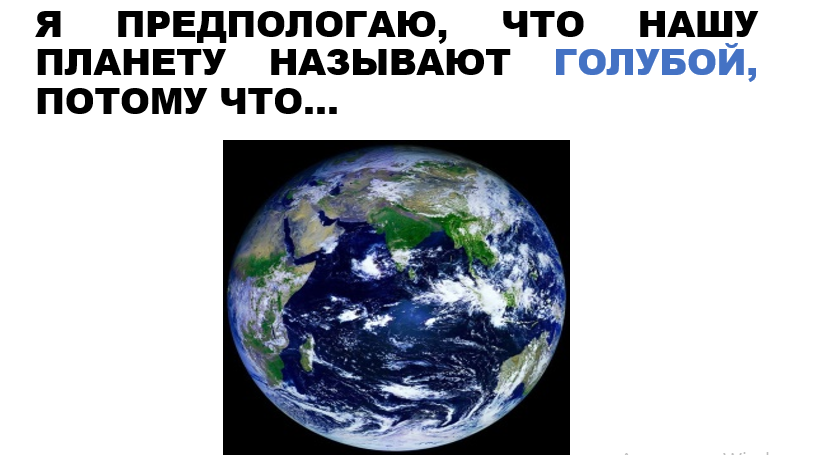 Я ПРЕДПОЛОГАЮ, ЧТО НАШУ
ПЛАНЕТУ НАЗЫВАЮТ ГОЛУБОЙ,
ПОТОМУ ЧТО...